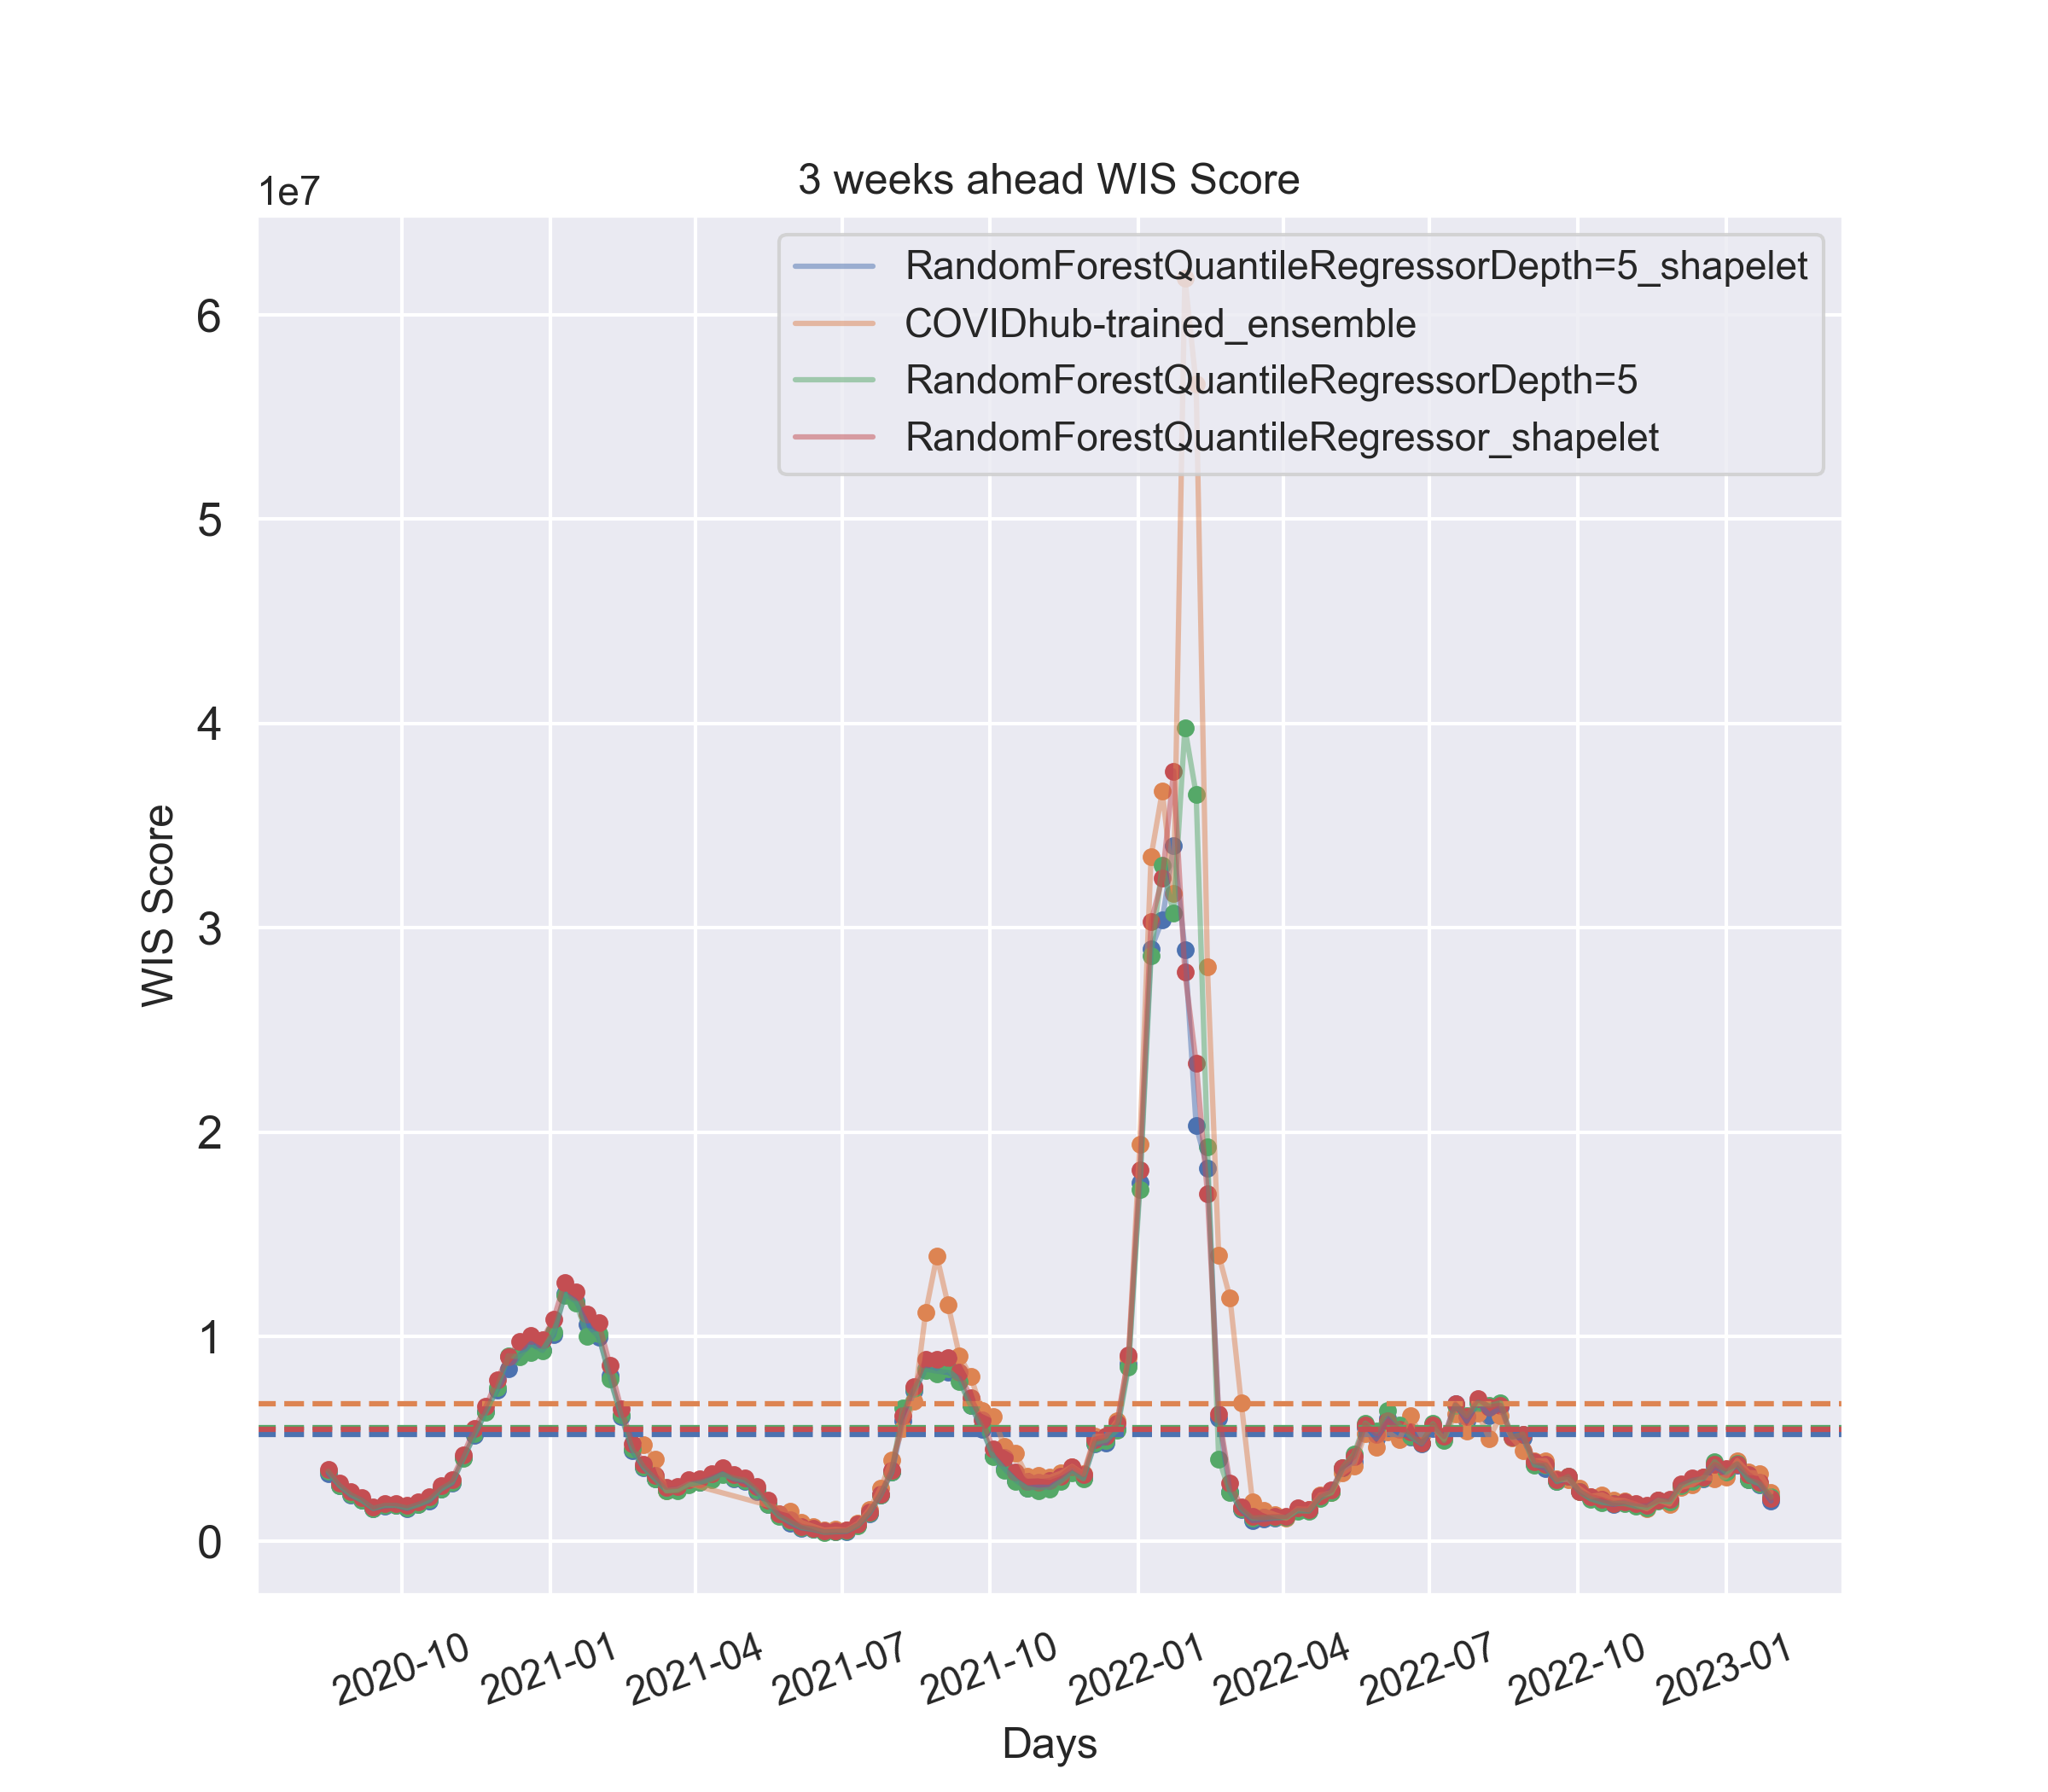 3 weeks ahead WIS Score
1e7
RandomForestQuantileRegressorDepth=5_shapelet
COVIDhub-trained_ensemble
RandomForestQuantileRegressorDepth=5
RandomForestQuantileRegressor_shapelet
6
5
4
3
2
1
0
WIS Score
2020-10
2021-01
2021-04
2021-07
2021-10
2022-01
2022-04
2022-07
2022-10
2023-01
Days